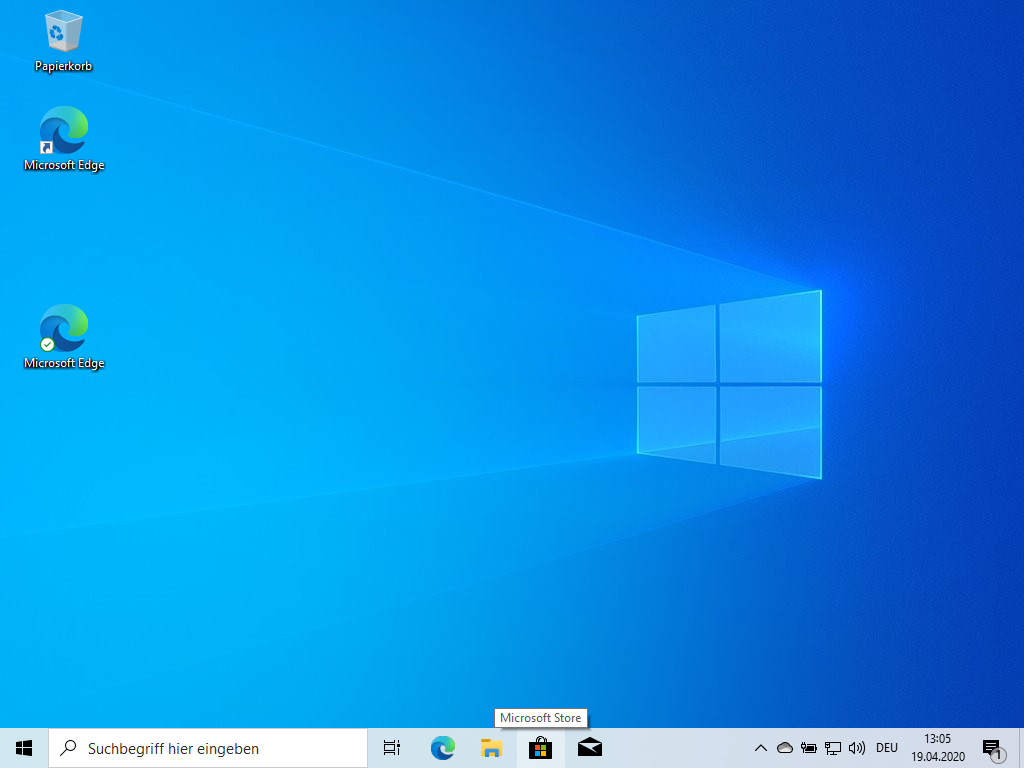 Papierkorb
Microsoft Edge
Microsoft Edge
Microsoft Store
Suchbegriff hier eingeben
DEU
13:05
19.04.2020
1